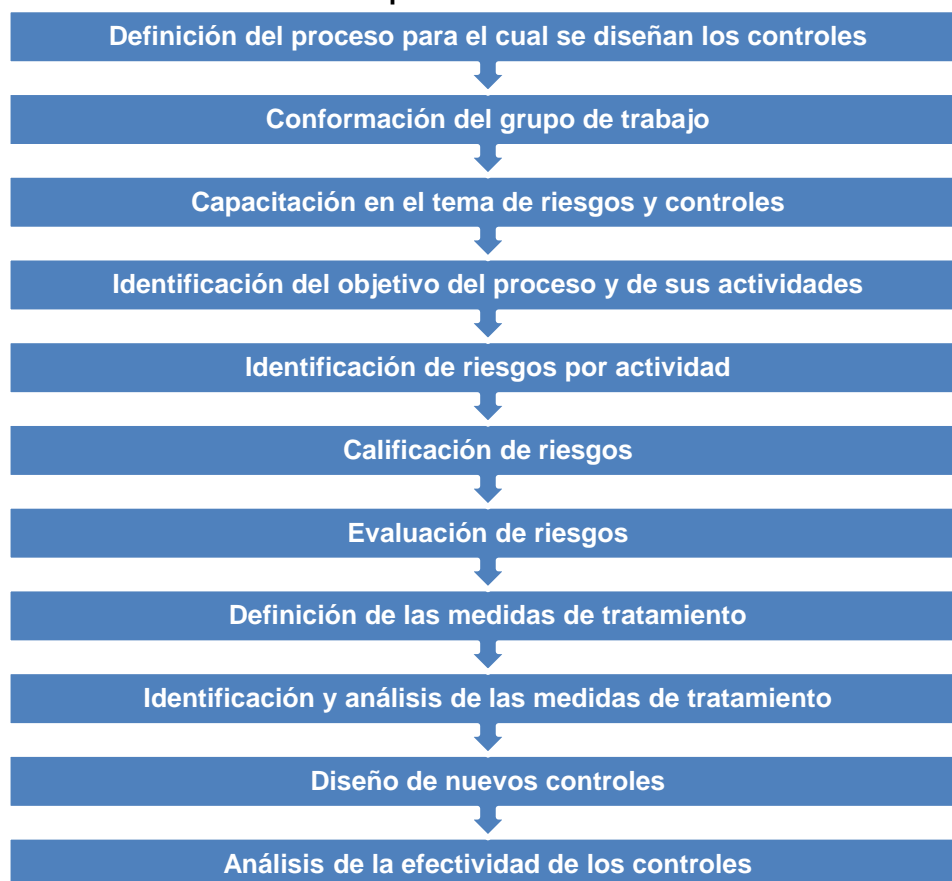 Definición del proceso para el cual se diseñan los controles
Conformación del grupo de trabajo
Capacitación en el tema de riesgos y controles
Identificación del objetivo del proceso y de sus actividades
Identificación de riesgos por actividad
Calificación de riesgos
Evaluación de riesgos
Definición de las medidas de tratamiento
Identificación y análisis de las medidas de tratamiento
Diseño de nuevos controles
Análisis de la efectividad de los controles